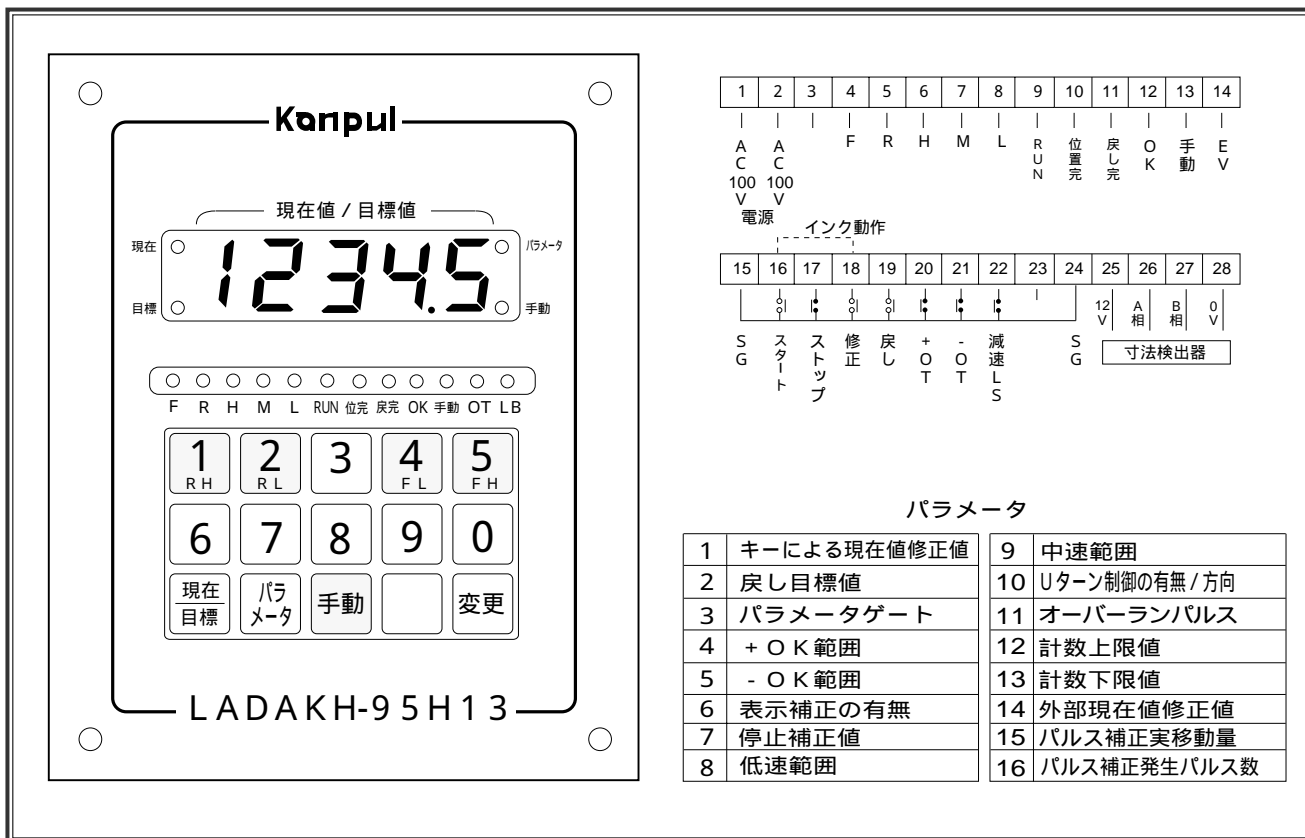 Kanpul
現在値 / 目標値
現在
パラメータ
1234.5
目標
手動
F R H M L RUN 位完 戻完 OK 手動 OT LB
1 2 3 4 5
RH RL FL FH
6 7 8 9 0
現在
目標
パラ
メータ
手動
変更
LADAKH-95H13
1 2 3 4 5 6 7 8 9 10 11 12 13 14
AC100V
AC100V
電源
F
R
H
M
L
RUN
位置完
戻し完
OK
手動
EV
インク動作
15 16 17 18 19 20 21 22 23 24 25 26 27 28
SG
スタート
ストップ
修正
戻し
+OT
-OT
減速LS
SG
12V
A相
B相
0V
寸法検出器
パラメータ
1 キーによる現在値修正値
2 戻し目標値
3 パラメータゲート
4 +OK範囲
5 -OK範囲
6 表示補正の有無
7 停止補正値
8 低速範囲
9 中速範囲
10 Uターン制御の有無/方向
11 オーバーランパルス
12 計数上限値
13 計数下限値
14 外部現在値修正値
15 パルス補正実移動量
16 パルス補正発生パルス数